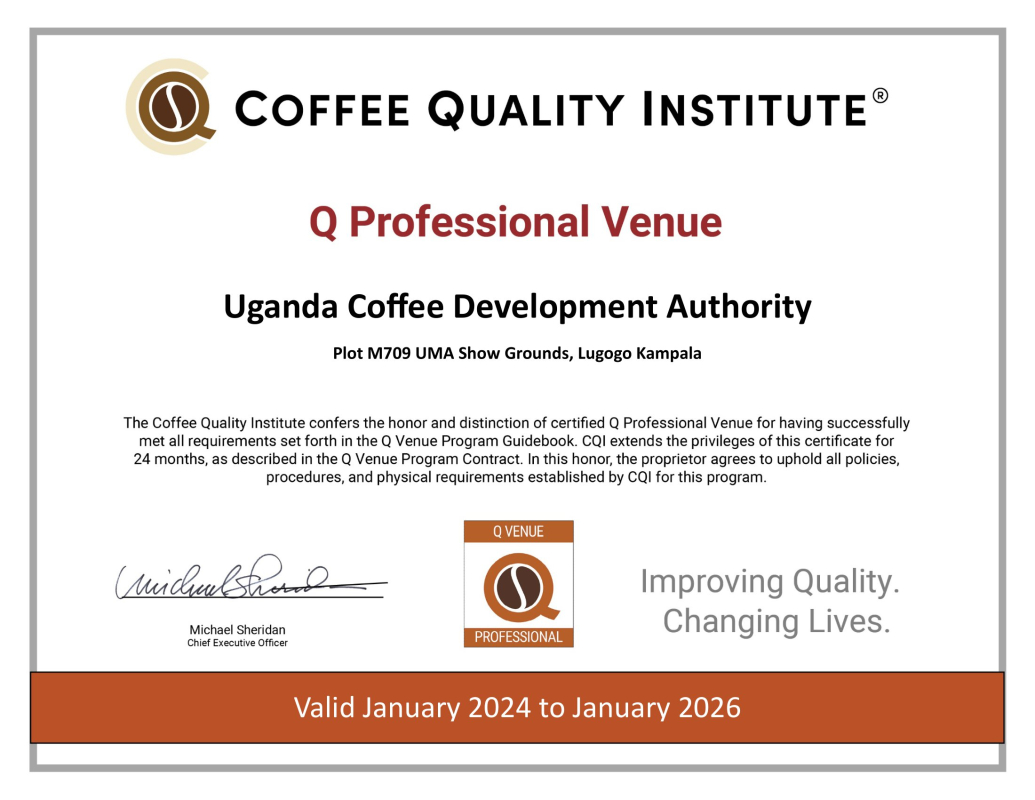 COFFEE QUALITY INSTITUTE®
Q Professional Venue
Uganda Coffee Development Authority
Plot M709 UMA Show Grounds, Lugogo Kampala
The Coffee Quality Institute confers the honor and distinction of certified Q Professional Venue for having successfully
met all requirements set forth in the Q Venue Program Guidebook. CQI extends the privileges of this certificate for
24 months, as described in the Q Venue Program Contract. In this honor, the proprietor agrees to uphold all policies,
procedures, and physical requirements established by CQI for this program.
Michael Sheridan
Michael Sheridan
Chief Executive Officer
Q VENUE
PROFESSIONAL
Improving Quality.
Changing Lives.
Valid January 2024 to January 2026